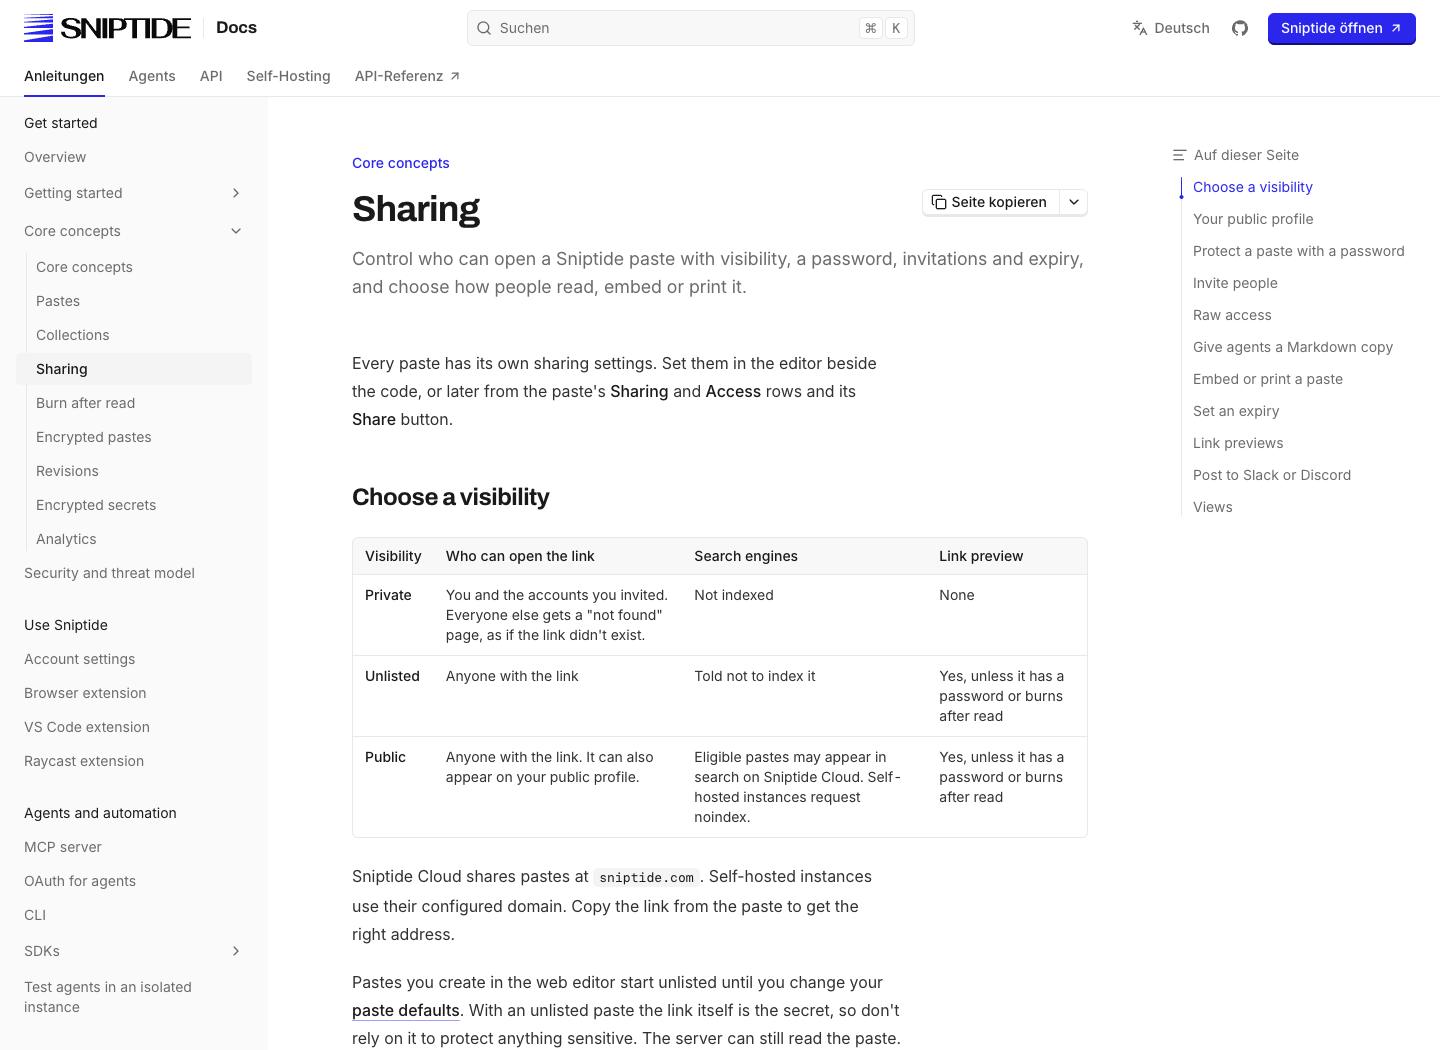 SNIPTIDE Docs
Suchen
⌘ K
Deutsch
Sniptide öffnen
Anleitungen
Agents
API
Self-Hosting
API-Referenz
Get started
Overview
Getting started
Core concepts
Core concepts
Pastes
Collections
Sharing
Burn after read
Encrypted pastes
Revisions
Encrypted secrets
Analytics
Security and threat model
Use Sniptide
Account settings
Browser extension
VS Code extension
Raycast extension
Agents and automation
MCP server
OAuth for agents
CLI
SDKs
Test agents in an isolated
instance
Core concepts
Sharing
Seite kopieren
Control who can open a Sniptide paste with visibility, a password, invitations and expiry,
and choose how people read, embed or print it.
Every paste has its own sharing settings. Set them in the editor beside
the code, or later from the paste's Sharing and Access rows and its
Share button.
Choose a visibility
Visibility Who can open the link Search engines Link preview
Private
You and the accounts you invited.
Everyone else gets a "not found"
page, as if the link didn't exist.
Not indexed
None
Unlisted
Anyone with the link
Told not to index it
Yes, unless it has a
password or burns
after read
Public
Anyone with the link. It can also
appear on your public profile.
Eligible pastes may appear in
search on Sniptide Cloud. Self-
hosted instances request
noindex.
Yes, unless it has a
password or burns
after read
Sniptide Cloud shares pastes at sniptide.com. Self-hosted instances
use their configured domain. Copy the link from the paste to get the
right address.
Pastes you create in the web editor start unlisted until you change your
paste defaults. With an unlisted paste the link itself is the secret, so don't
rely on it to protect anything sensitive. The server can still read the paste.
Auf dieser Seite
Choose a visibility
Your public profile
Protect a paste with a password
Invite people
Raw access
Give agents a Markdown copy
Embed or print a paste
Set an expiry
Link previews
Post to Slack or Discord
Views